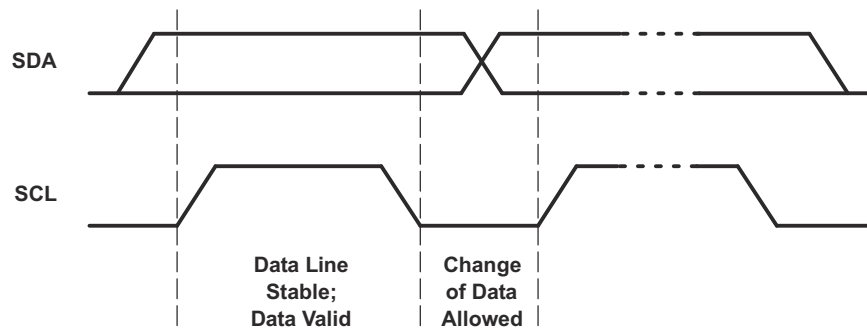 SDA
SCL
Data Line
Stable;
Data Valid
Change
of Data
Allowed